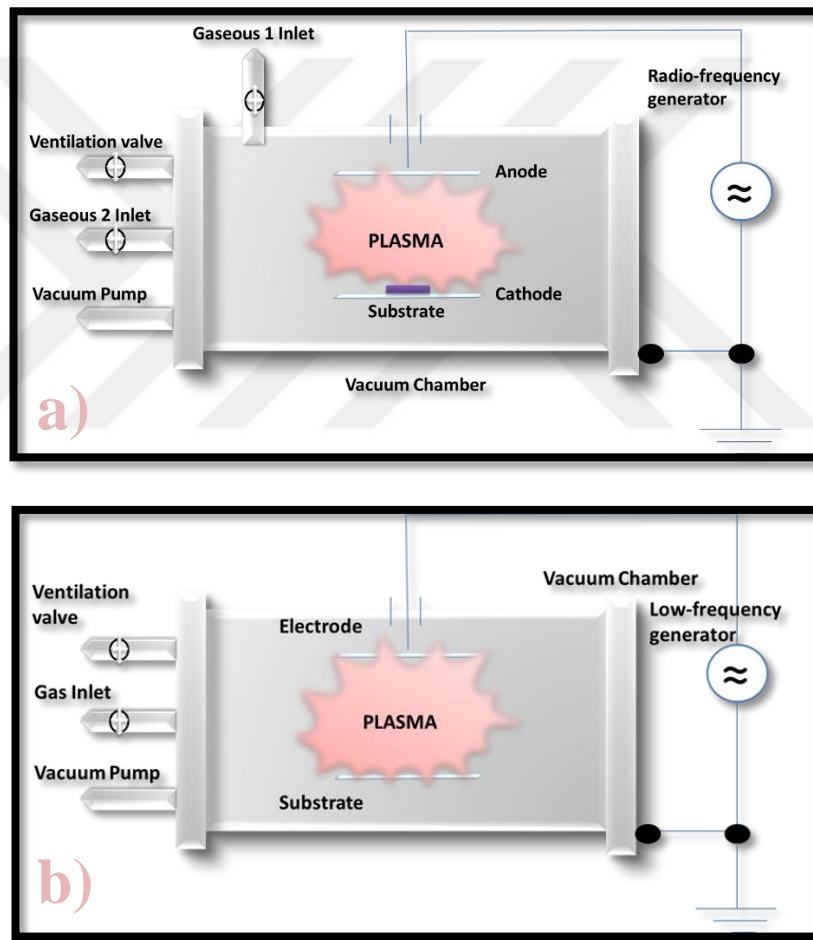 Gaseous 1 Inlet
Radio-frequency
generator
Ventilation valve
Anode
Gaseous 2 Inlet
PLASMA
Vacuum Pump
Cathode
Substrate
Vacuum Chamber
≈
a)
Vacuum Chamber
Ventilation
valve
Low-frequency
generator
Electrode
Gas Inlet
PLASMA
Vacuum Pump
Substrate
≈
b)